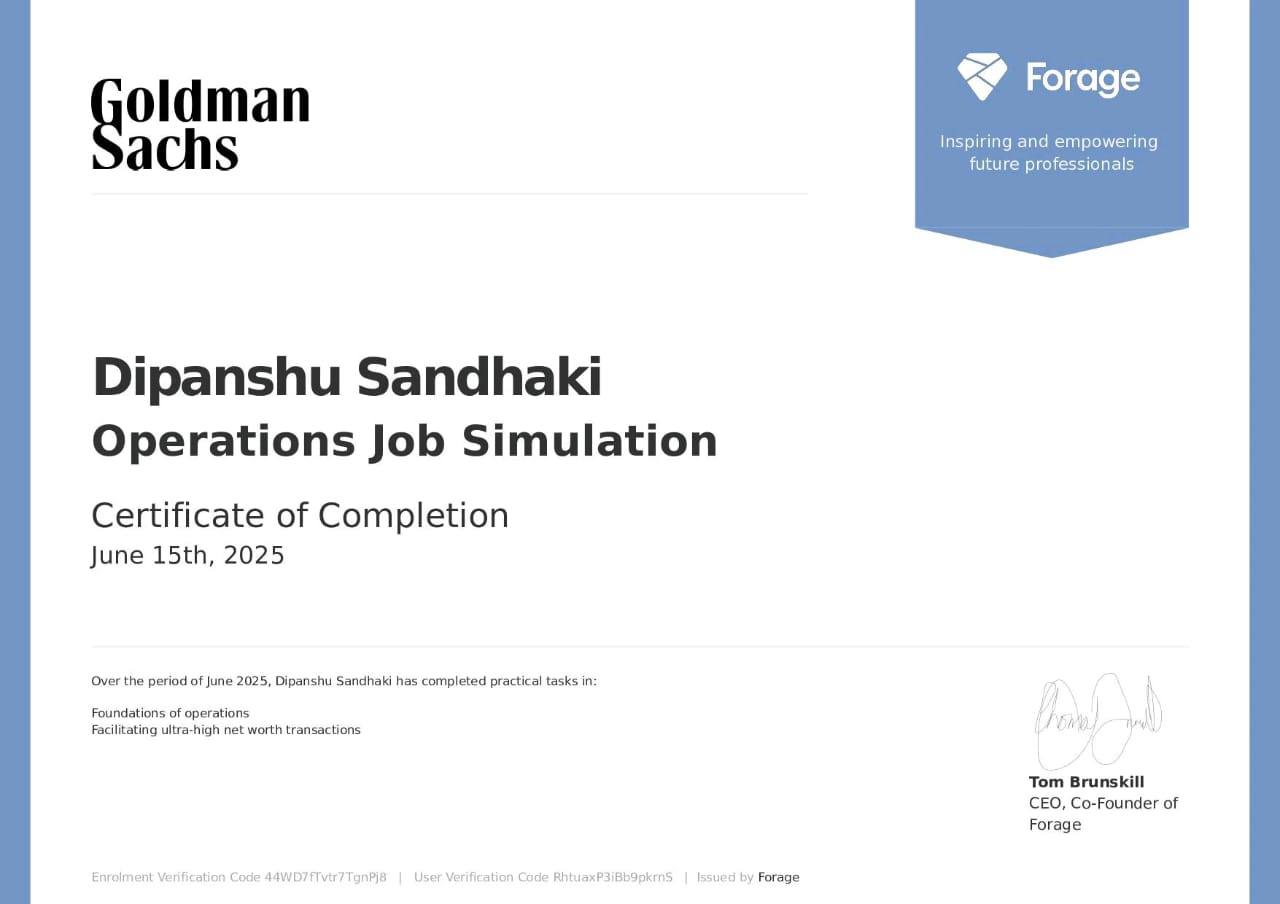 Goldman
Sachs
Forage
Inspiring and empowering
future professionals
Dipanshu Sandhaki
Operations Job Simulation
Certificate of Completion
June 15th, 2025
Over the period of June 2025, Dipanshu Sandhaki has completed practical tasks in:
Foundations of operations
Facilitating ultra-high net worth transactions
Tom Brunskill
CEO, Co-Founder of
Forage
Enrolment Verification Code 44WD7fTvtr7TgnPj8 | User Verification Code RhtuaxP3iBb9pkrnS | Issued by Forage